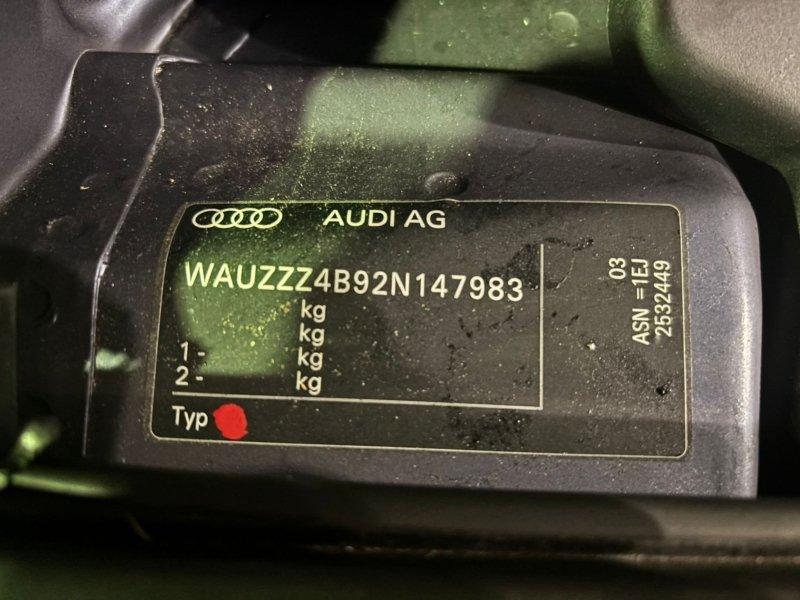 AUDI AG
WAUZZZ4B92N147983
kg
kg
1 - kg
2 - kg
Typ
03
ASN =1EJ
2532449